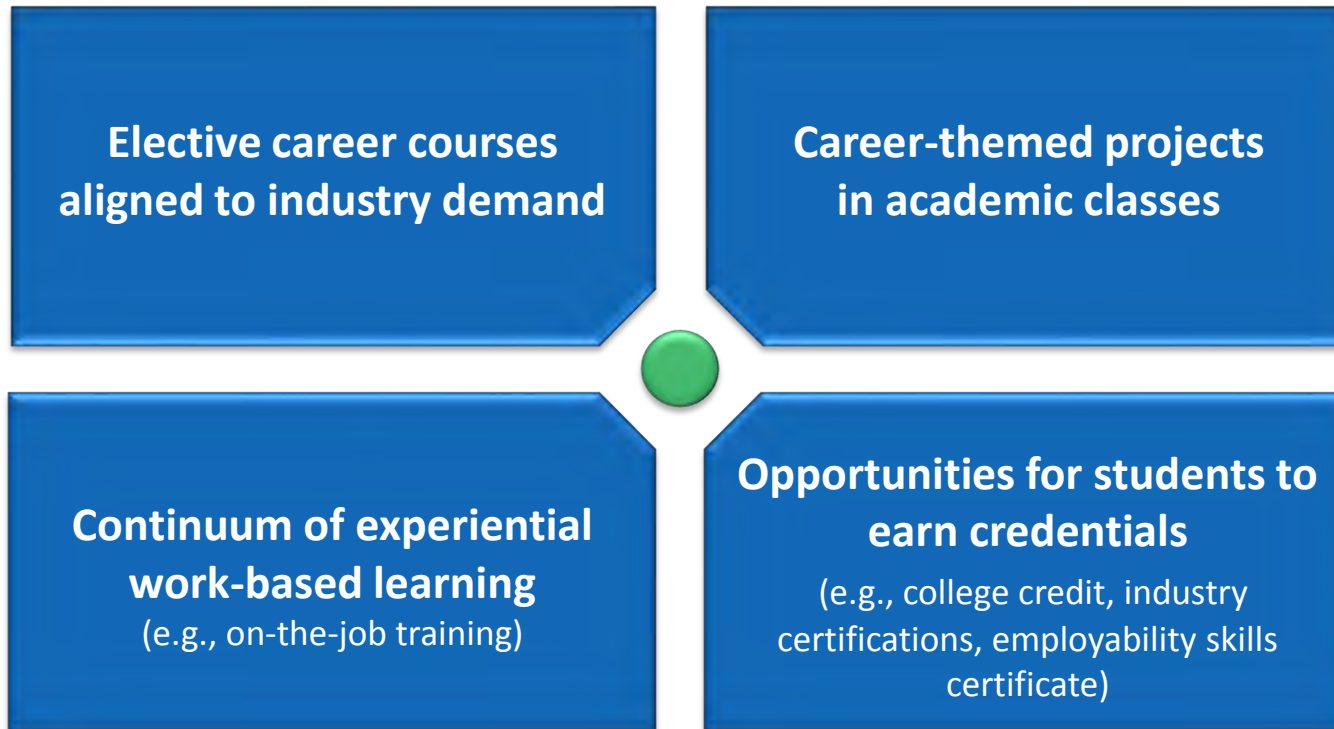 Elective career courses
aligned to industry demand
Career-themed projects
in academic classes
Continuum of experiential
work-based learning
(e.g., on-the-job training)
Opportunities for students to
earn credentials
(e.g., college credit, industry
certifications, employability skills
certificate)